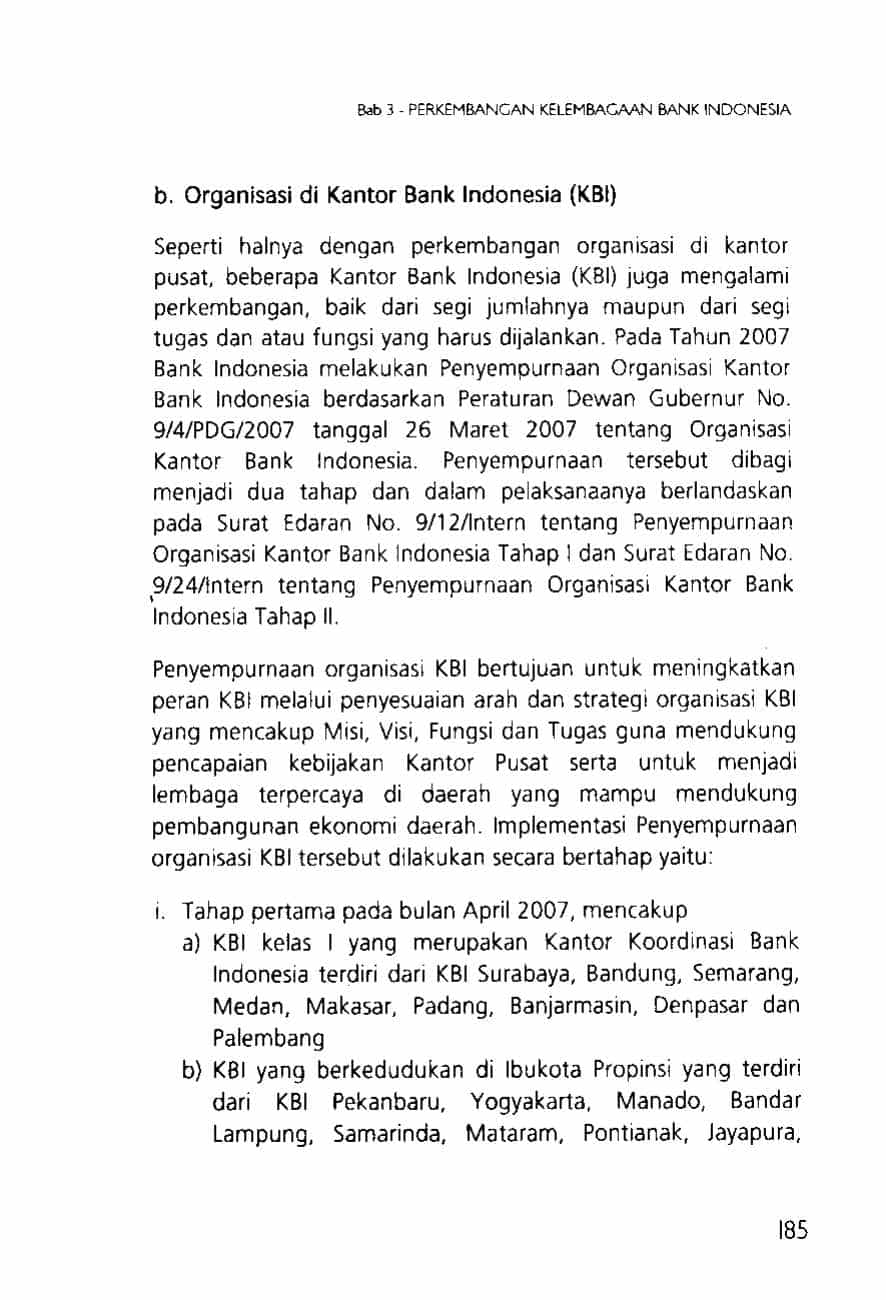 Bab 3 - PERKEMBANGAN KELEMBAGAAN BANK INDONESIA
b. Organisasi di Kantor Bank Indonesia (KBI)
Seperti halnya dengan perkembangan organisasi di kantor
pusat, beberapa Kantor Bank Indonesia (KBI) juga mengalami
perkembangan, baik dari segi jumlahnya maupun dari segi
tugas dan atau fungsi yang harus dijalankan. Pada Tahun 2007
Bank Indonesia melakukan Penyempurnaan Organisasi Kantor
Bank Indonesia berdasarkan Peraturan Dewan Gubernur No.
9/4/PDG/2007 tanggal 26 Maret 2007 tentang Organisasi
Kantor Bank Indonesia. Penyempurnaan tersebut dibagi
menjadi dua tahap dan dalam pelaksanaanya berlandaskan
pada Surat Edaran No. 9/12/Intern tentang Penyempurnaan
Organisasi Kantor Bank Indonesia Tahap I dan Surat Edaran No.
9/24/Intern tentang Penyempurnaan Organisasi Kantor Bank
Indonesia Tahap II.
Penyempurnaan organisasi KBI bertujuan untuk meningkatkan
peran KBI melalui penyesuaian arah dan strategi organisasi KBI
yang mencakup Misi, Visi, Fungsi dan Tugas guna mendukung
pencapaian kebijakan Kantor Pusat serta untuk menjadi
lembaga terpercaya di daerah yang mampu mendukung
pembangunan ekonomi daerah. Implementasi Penyempurnaan
organisasi KBI tersebut dilakukan secara bertahap yaitu:
i. Tahap pertama pada bulan April 2007, mencakup
a) KBI kelas I yang merupakan Kantor Koordinasi Bank
Indonesia terdiri dari KBI Surabaya, Bandung, Semarang,
Medan, Makasar, Padang, Banjarmasin, Denpasar dan
Palembang
b) KBI yang berkedudukan di Ibukota Propinsi yang terdiri
dari KBI Pekanbaru, Yogyakarta, Manado, Bandar
Lampung, Samarinda, Mataram, Pontianak, Jayapura,
185